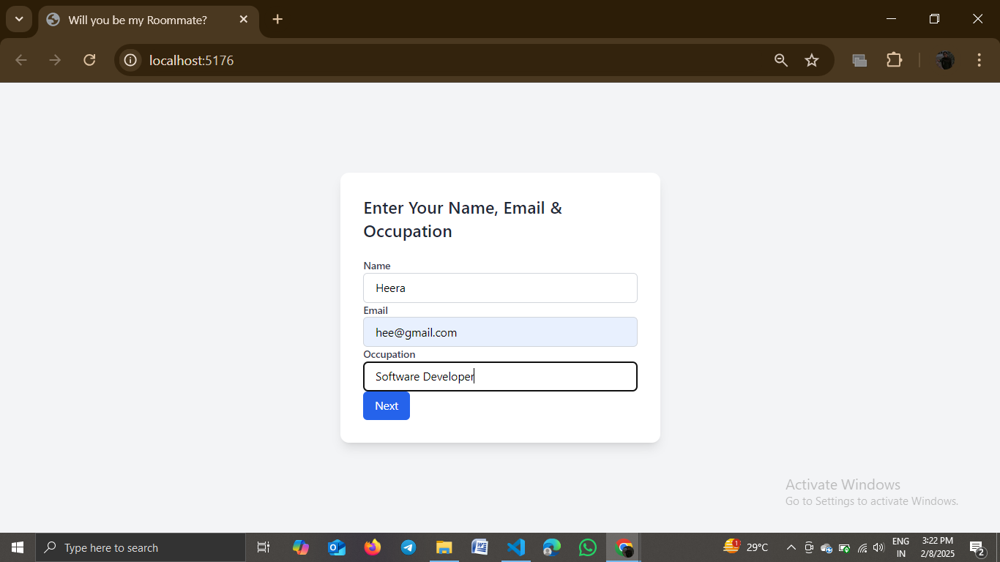 Will you be my Roommate?
localhost:5176
Enter Your Name, Email &
Occupation
Name
Heera
Email
hee@gmail.com
Occupation
Software Developer
Next
Activate Windows
Go to Settings to activate Windows.
Type here to search
1
29°C
ENG
IN
3:22 PM
2/8/2025
2